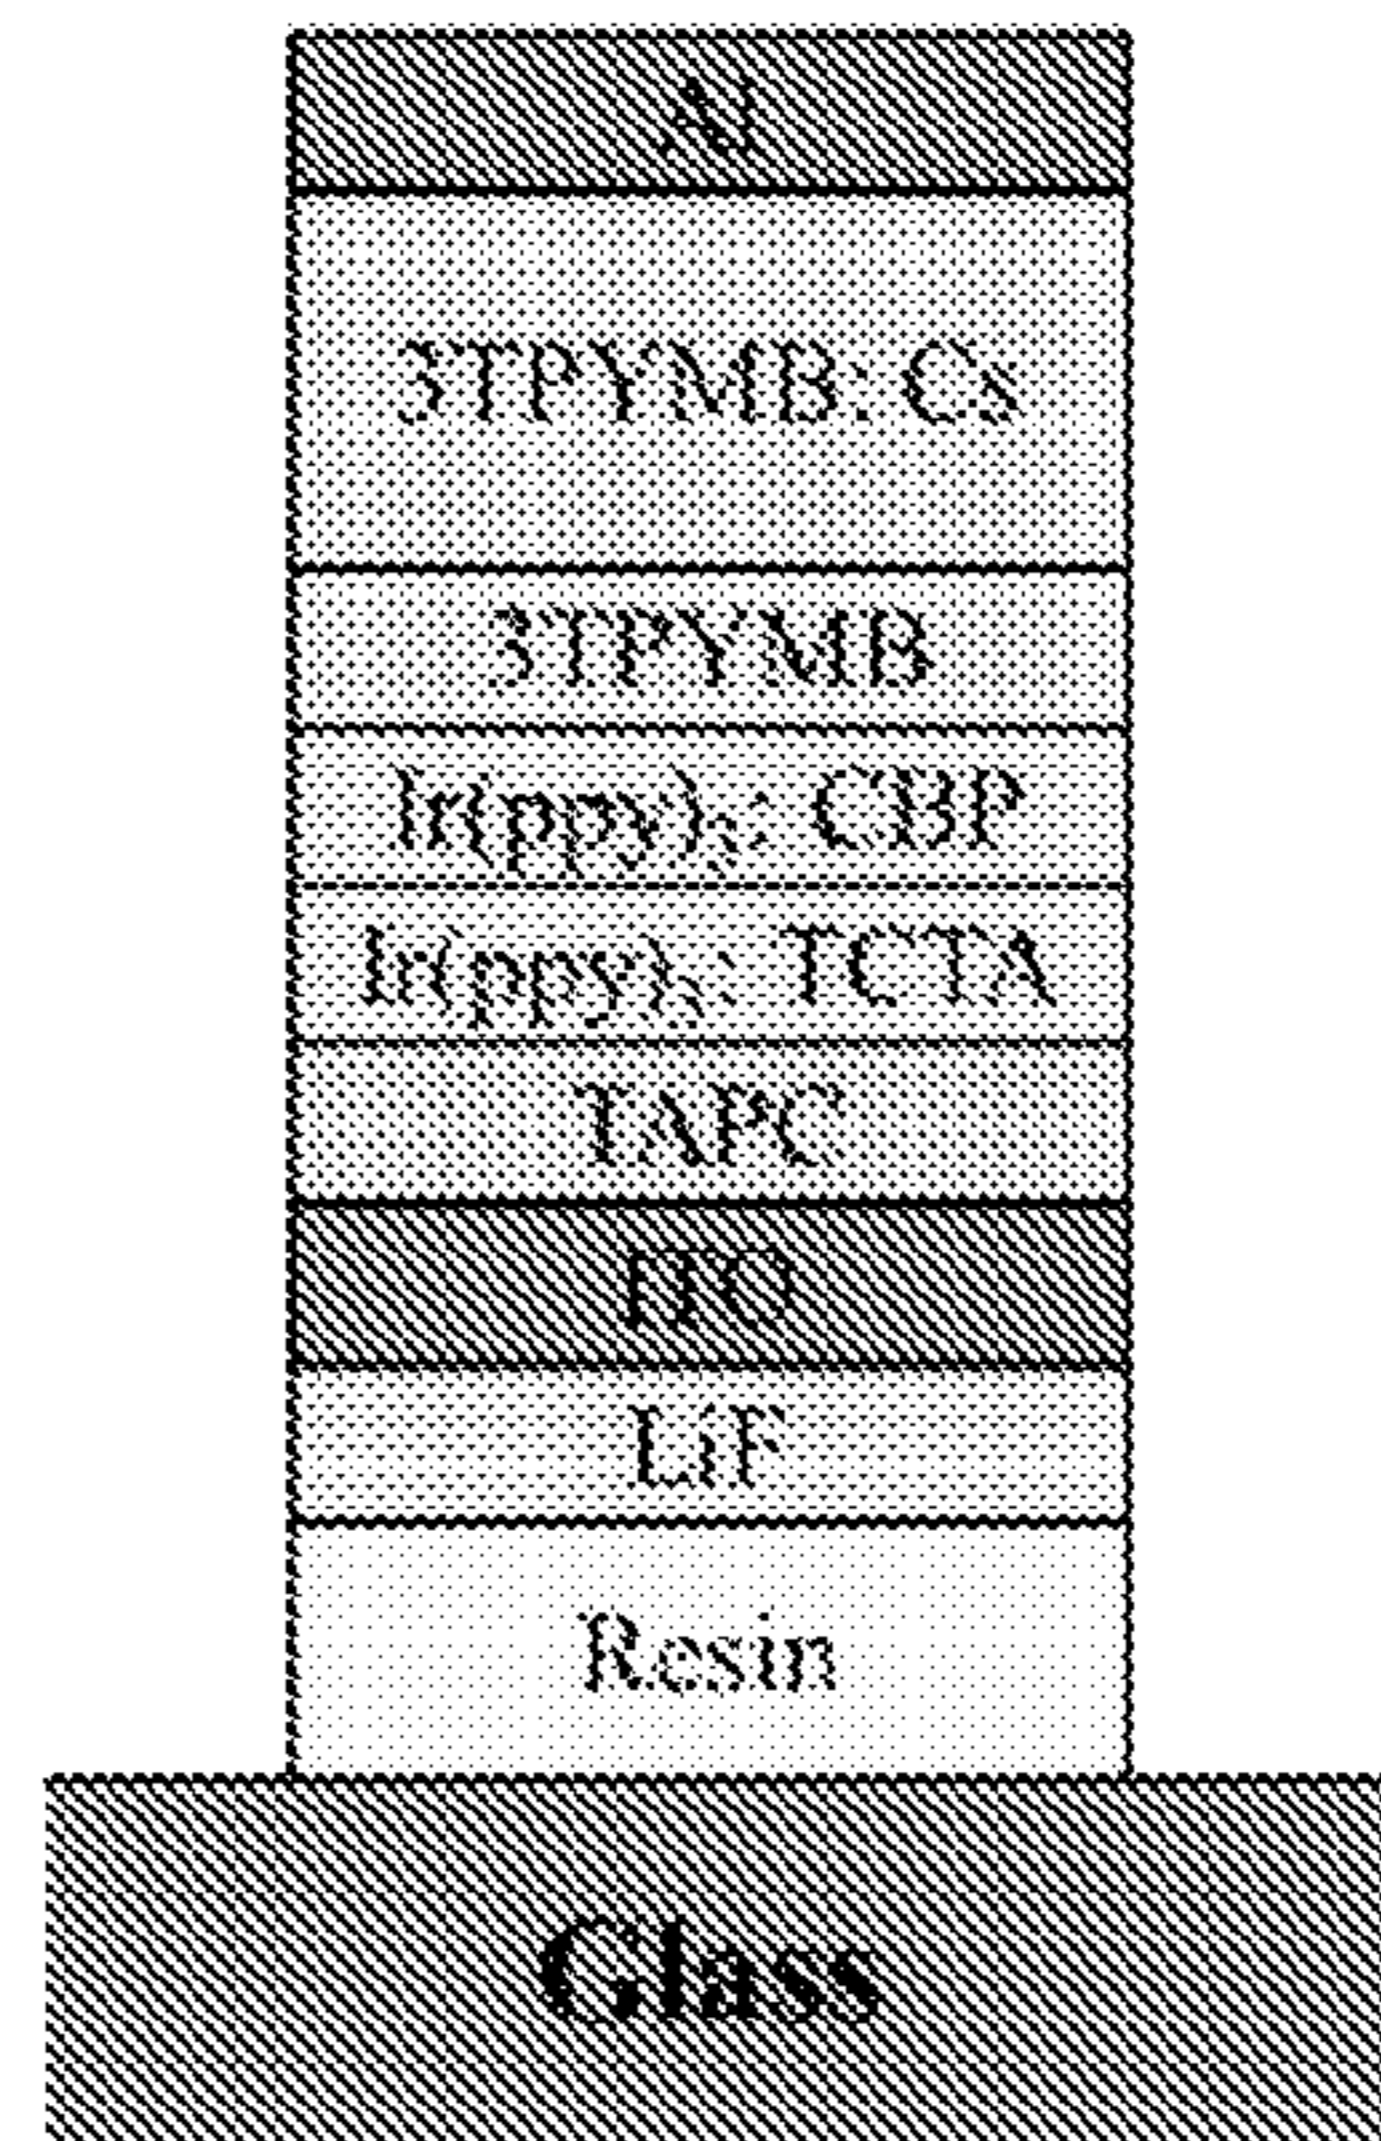 Al
3TPYMB: Cs
3TPYMB
Ir(ppy)₃: CBP
Ir(ppy)₃: TCTA
TAPC
ITO
LiF
Resin
Glass